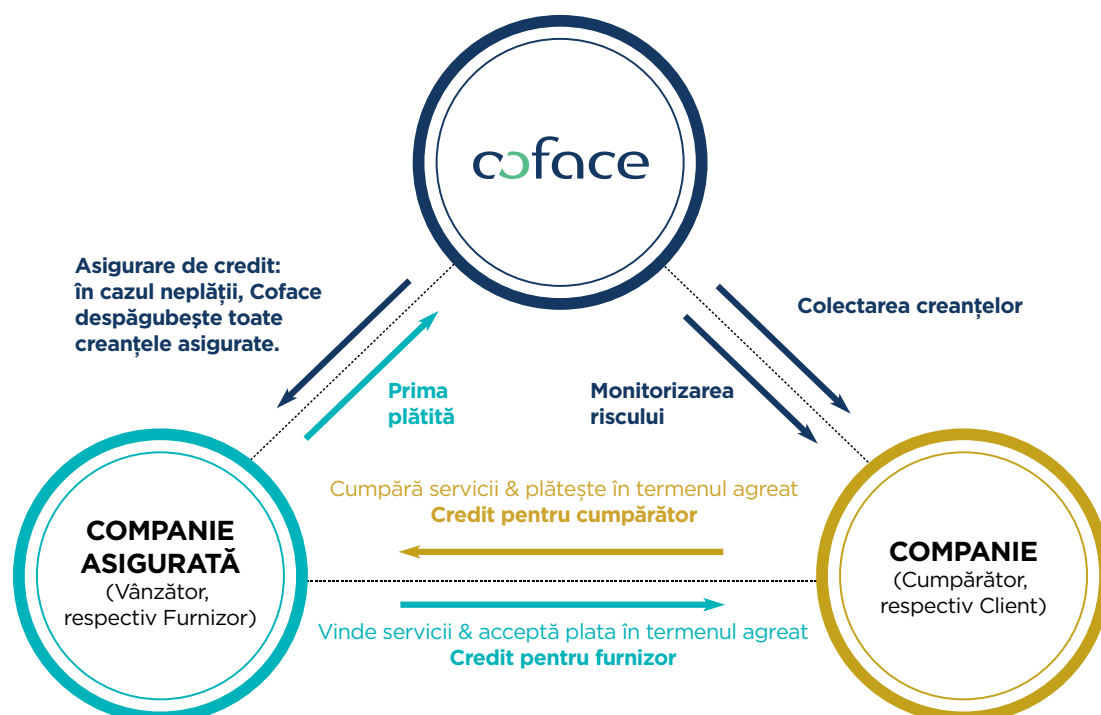 coface
Asigurare de credit:
în cazul neplății, Coface
despăgubește toate
creanțele asigurate.
Colectarea creanțelor
Prima
plătită
Monitorizarea
riscului
Cumpără servicii & plătește în termenul agreat
Credit pentru cumpărător
COMPANIE
ASIGURATĂ
(Vânzător,
respectiv Furnizor)
COMPANIE
(Cumpărător,
respectiv Client)
Vinde servicii & acceptă plata în termenul agreat
Credit pentru furnizor